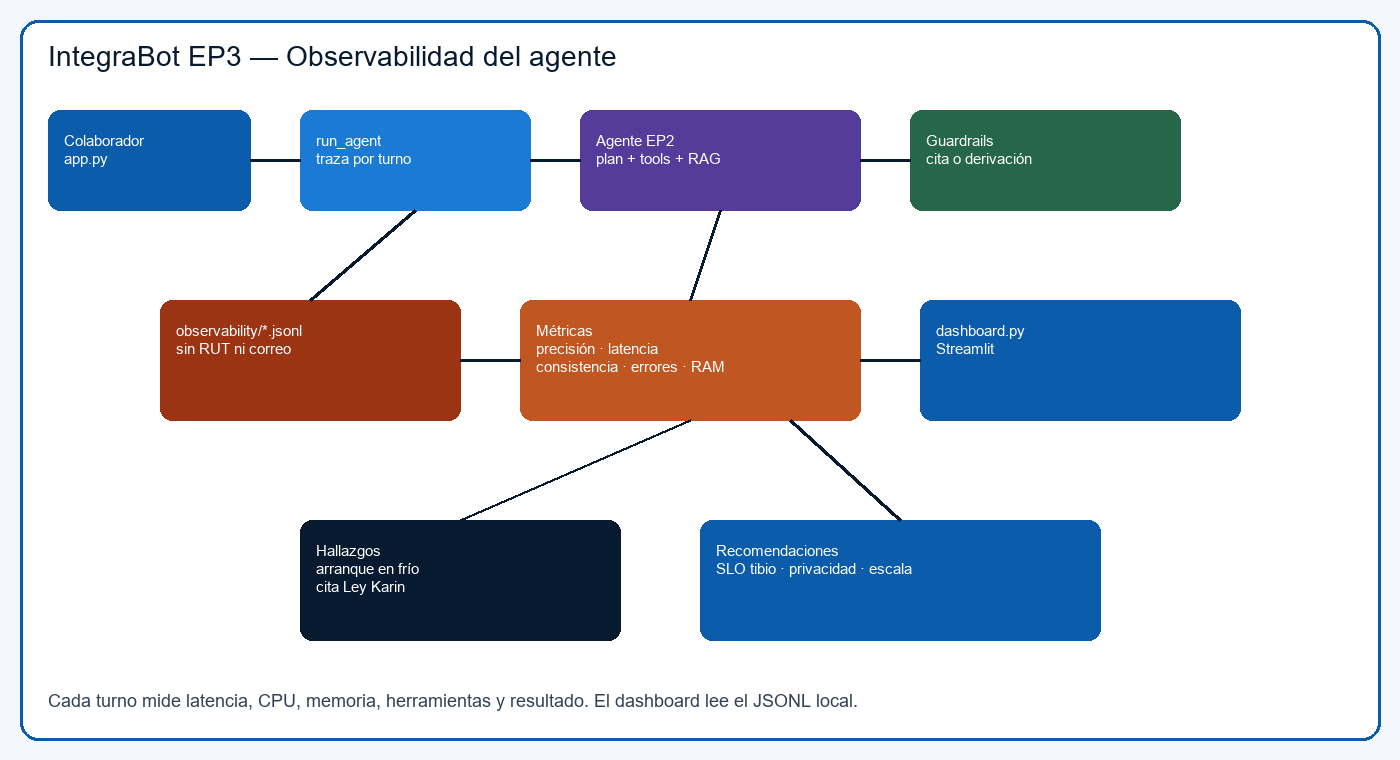 IntegraBot EP3 — Observabilidad del agente
Colaborador
app.py
run_agent
traza por turno
Agente EP2
plan + tools + RAG
Guardrails
cita o derivación
observability/*.jsonl
sin RUT ni correo
Métricas
precisión · latencia
consistencia · errores · RAM
dashboard.py
Streamlit
Hallazgos
arranque en frío
cita Ley Karin
Recomendaciones
SLO tibio · privacidad · escala
Cada turno mide latencia, CPU, memoria, herramientas y resultado. El dashboard lee el JSONL local.